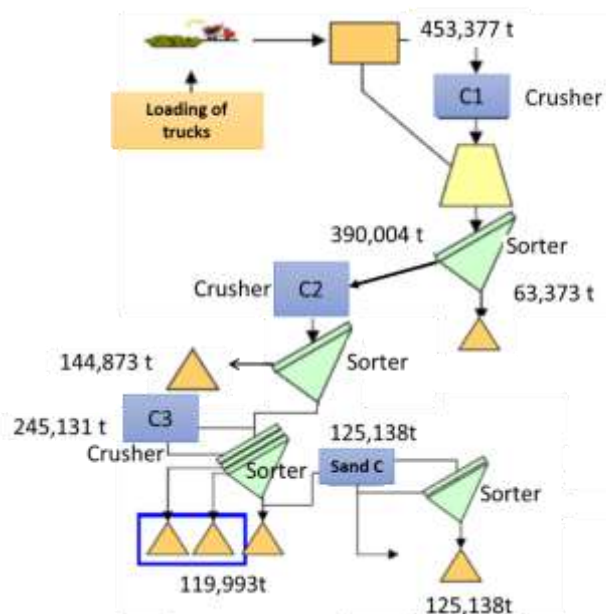 453,377 t
C1
Crusher
Loading of
trucks
390,004 t
Sorter
Crusher
C2
63,373 t
144,873 t
Sorter
C3
245,131 t
125,138t
Crusher
Sorter
Sand C
Sorter
119,993t
125,138t